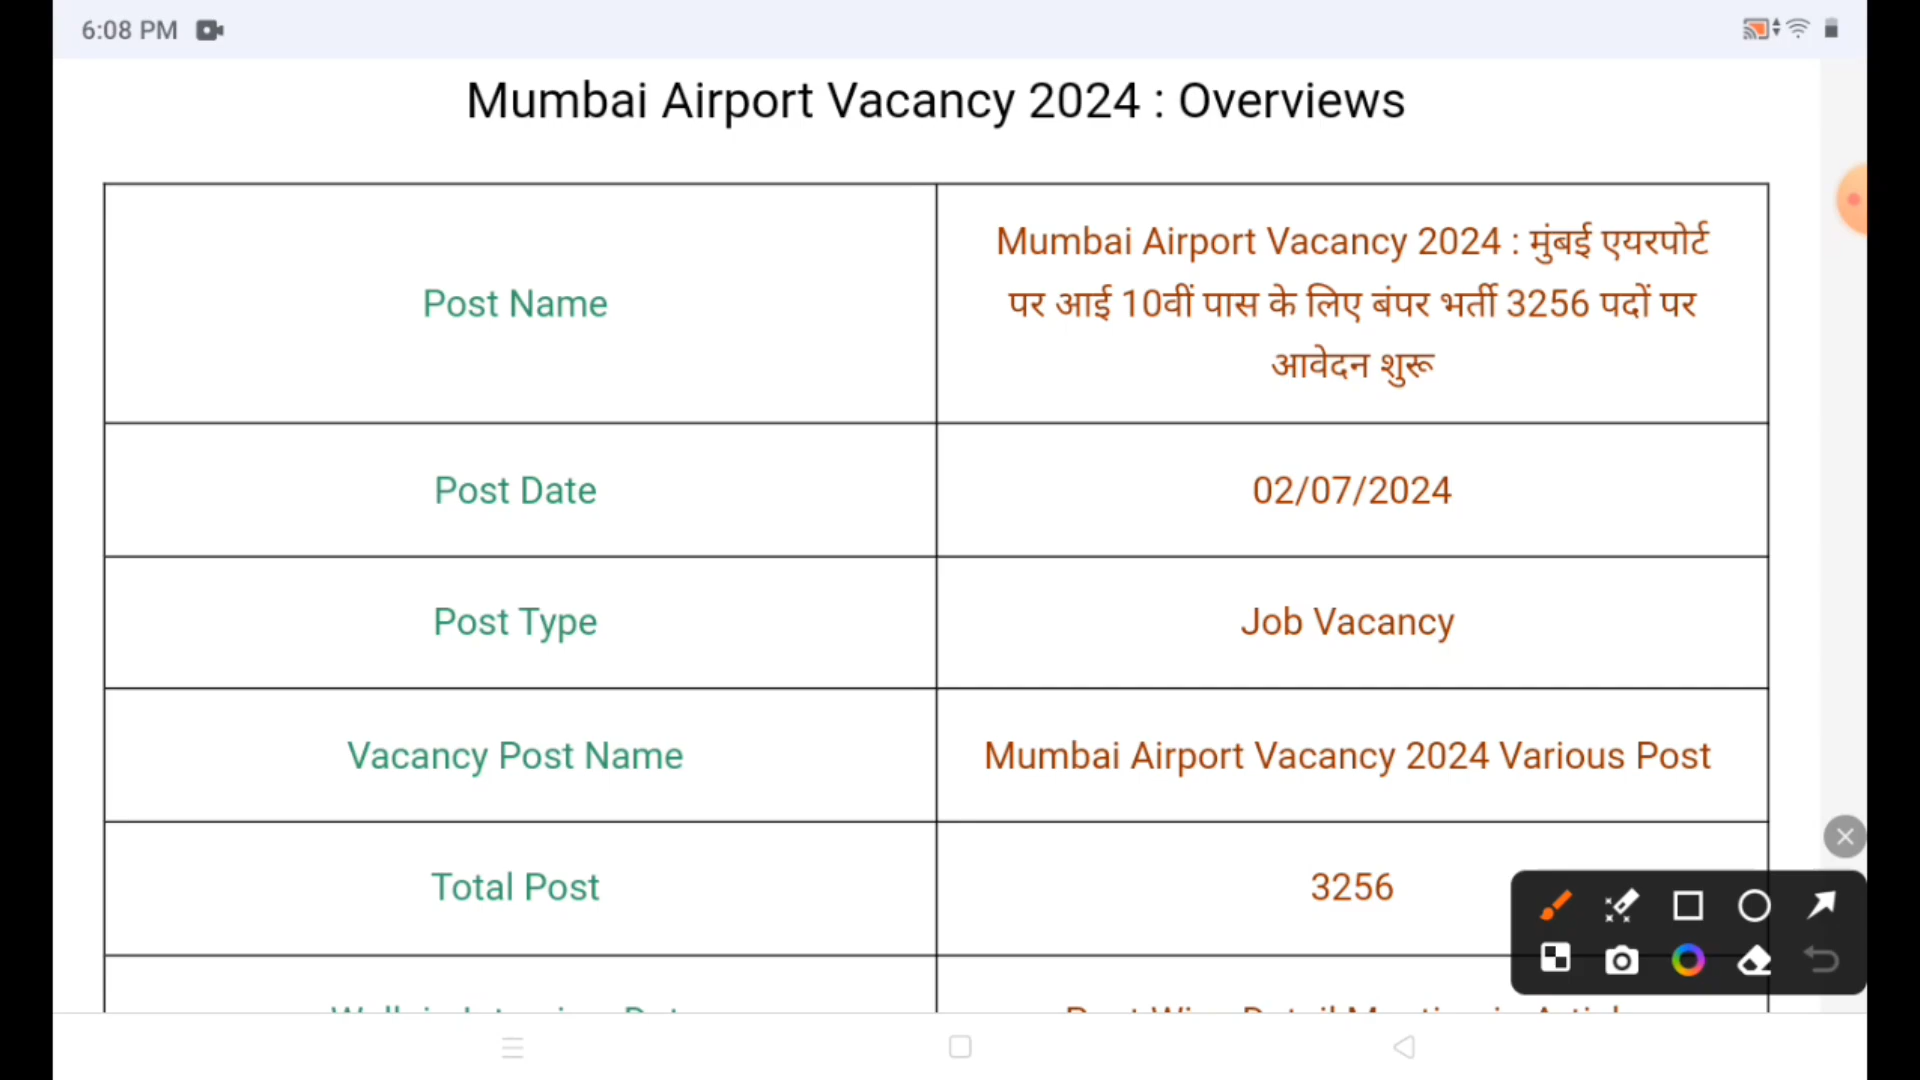 6:08 PM
Mumbai Airport Vacancy 2024 : Overviews
Post Name
Mumbai Airport Vacancy 2024 : मुंबई एयरपोर्ट
पर आई 10वीं पास के लिए बंपर भर्ती 3256 पदों पर
आवेदन शुरू
Post Date
02/07/2024
Post Type
Job Vacancy
Vacancy Post Name
Mumbai Airport Vacancy 2024 Various Post
Total Post
3256